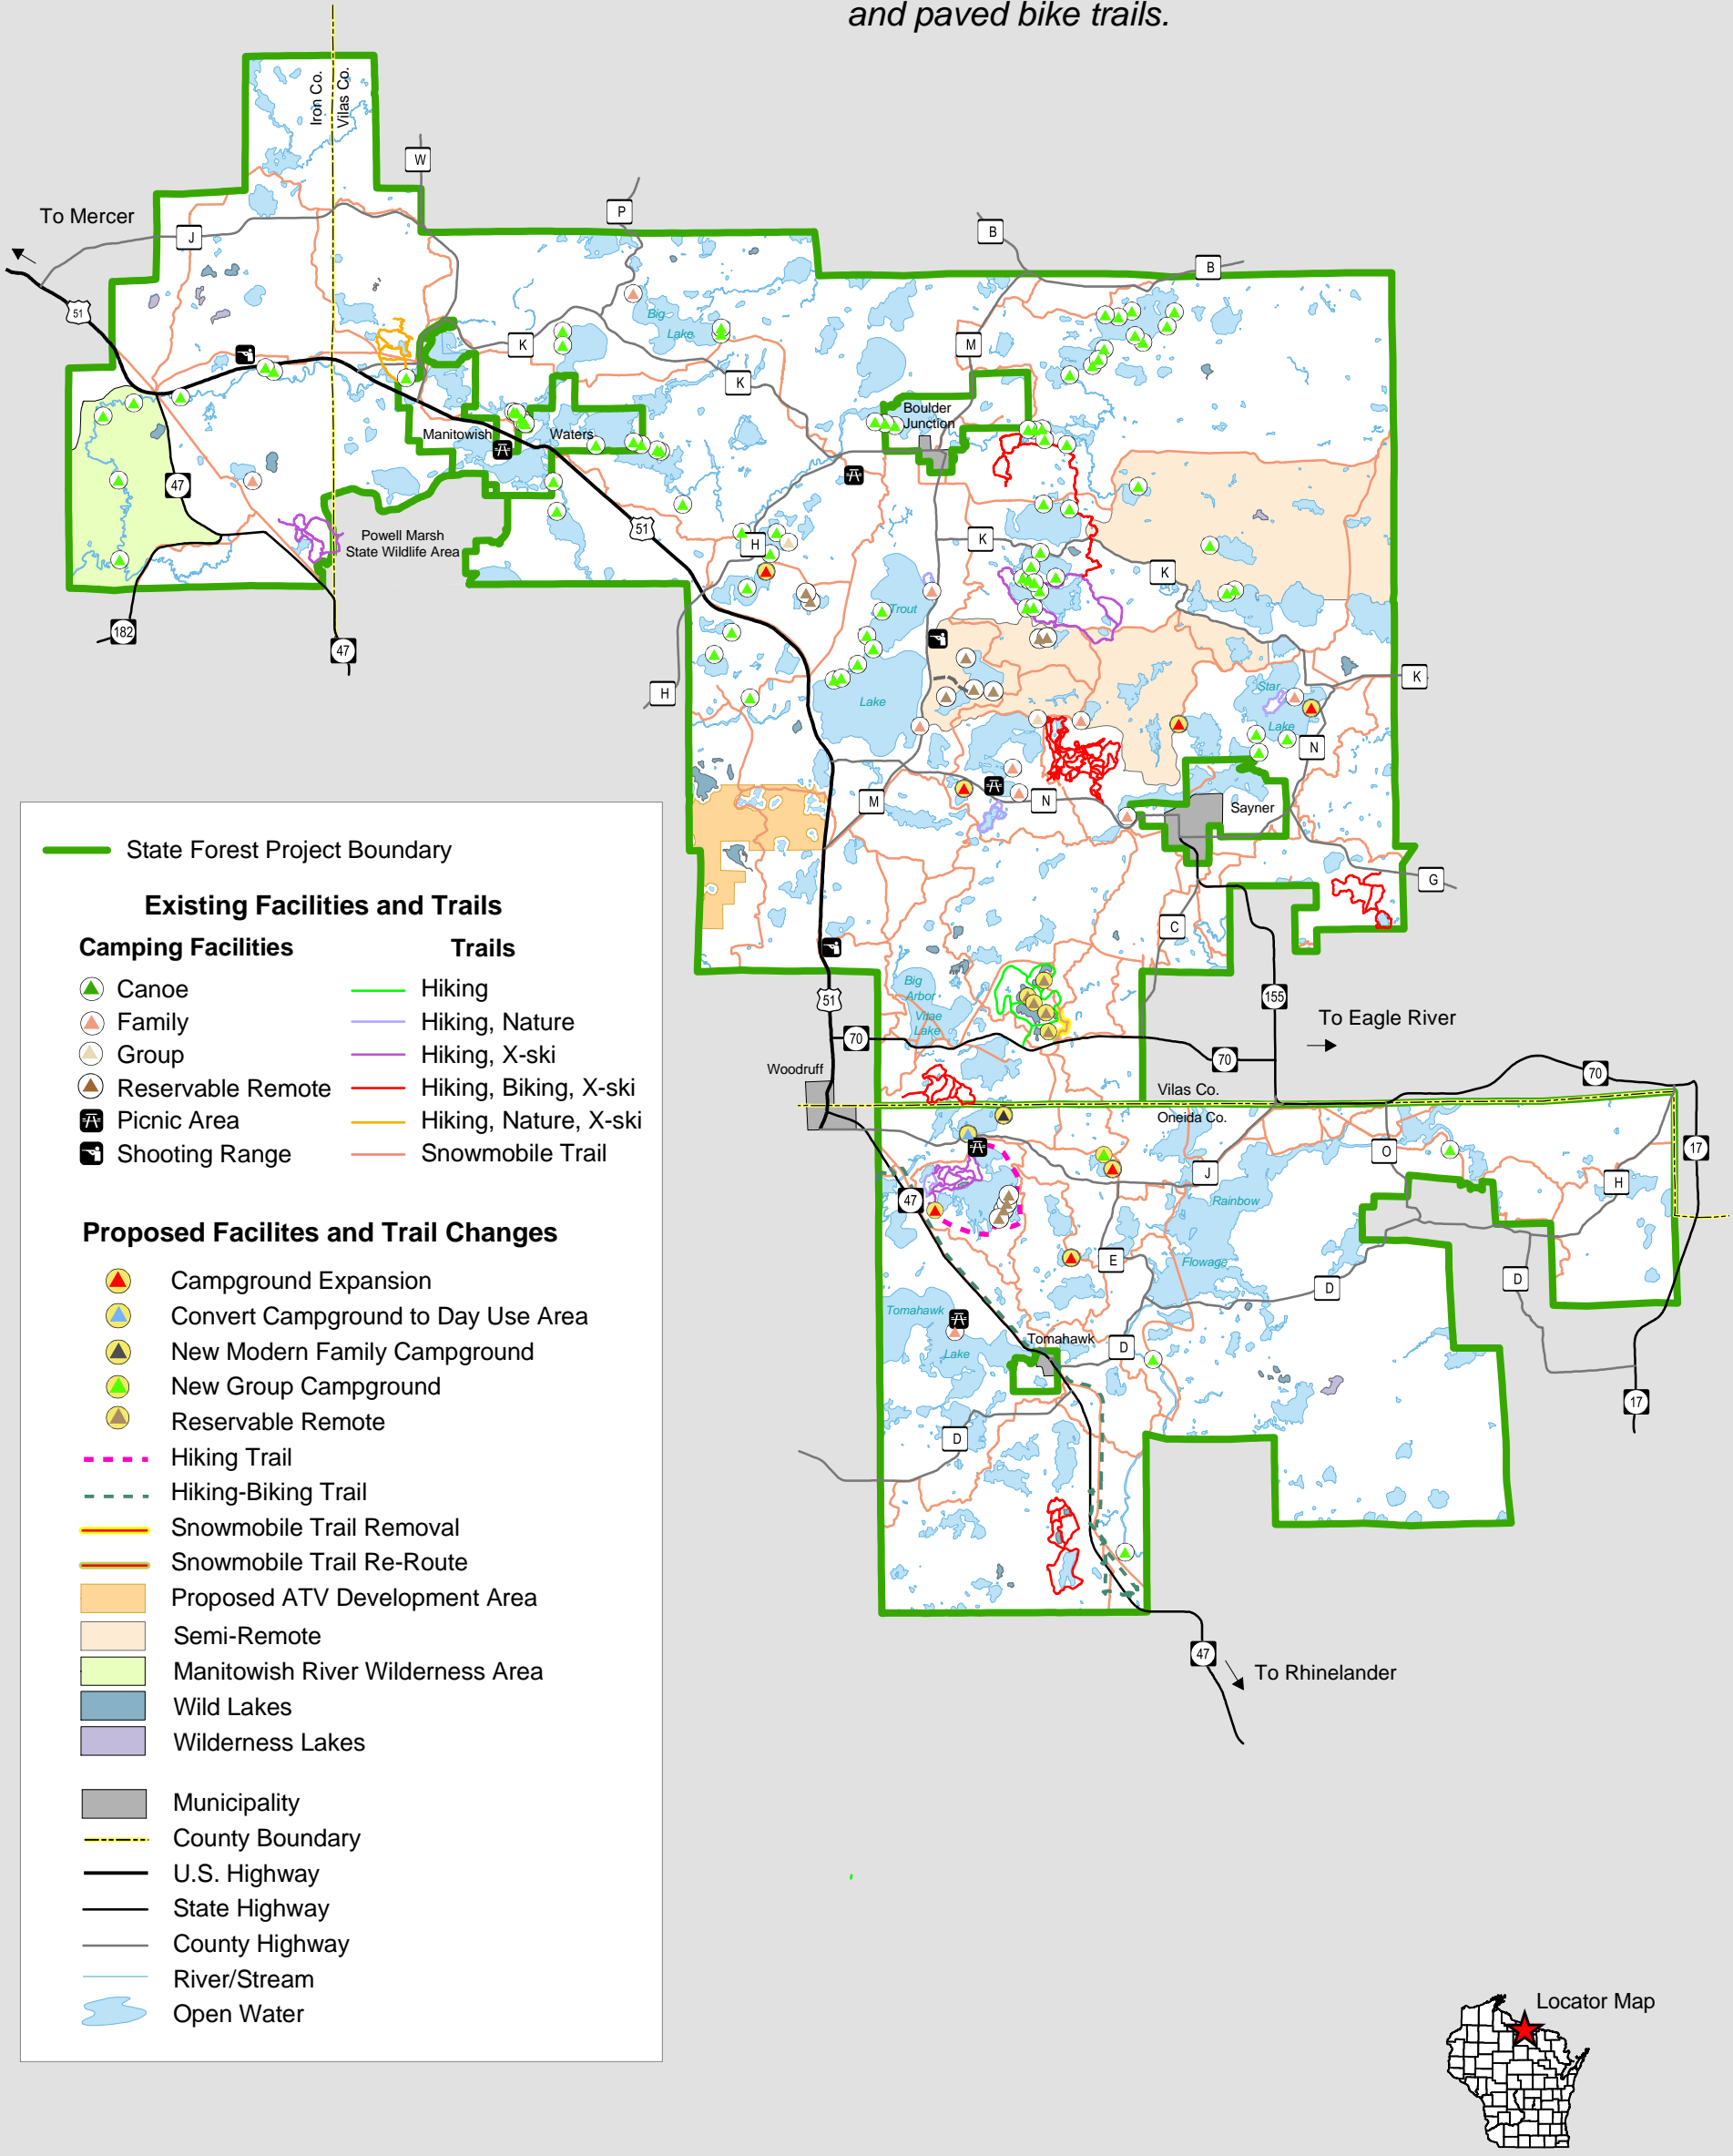 and paved bike trails.
Iron Co.
Vilas Co.
W
To Mercer
P
J
B
B
51
Big
Lake
K
M
K
Boulder
Junction
Manitowish
Waters
47
51
Powell Marsh
State Wildlife Area
H
K
K
Trout
182
47
H
K
Star
Lake
Lake
N
M
N
Sayner
G
C
Big
Arbor
Vitae
Lake
51
155
To Eagle River
70
70
Woodruff
70
Vilas Co.
Oneida Co.
O
17
J
H
47
Rainbow
Flowage
E
D
D
Tomahawk
Lake
Tomahawk
D
17
D
47
To Rhinelander
State Forest Project Boundary
Existing Facilities and Trails
Camping Facilities
Trails
Canoe
Hiking
Family
Hiking, Nature
Group
Hiking, X-ski
Reservable Remote
Hiking, Biking, X-ski
Picnic Area
Hiking, Nature, X-ski
Shooting Range
Snowmobile Trail
Proposed Facilites and Trail Changes
Campground Expansion
Convert Campground to Day Use Area
New Modern Family Campground
New Group Campground
Reservable Remote
Hiking Trail
Hiking-Biking Trail
Snowmobile Trail Removal
Snowmobile Trail Re-Route
Proposed ATV Development Area
Semi-Remote
Manitowish River Wilderness Area
Wild Lakes
Wilderness Lakes
Municipality
County Boundary
U.S. Highway
State Highway
County Highway
River/Stream
Open Water
Locator Map